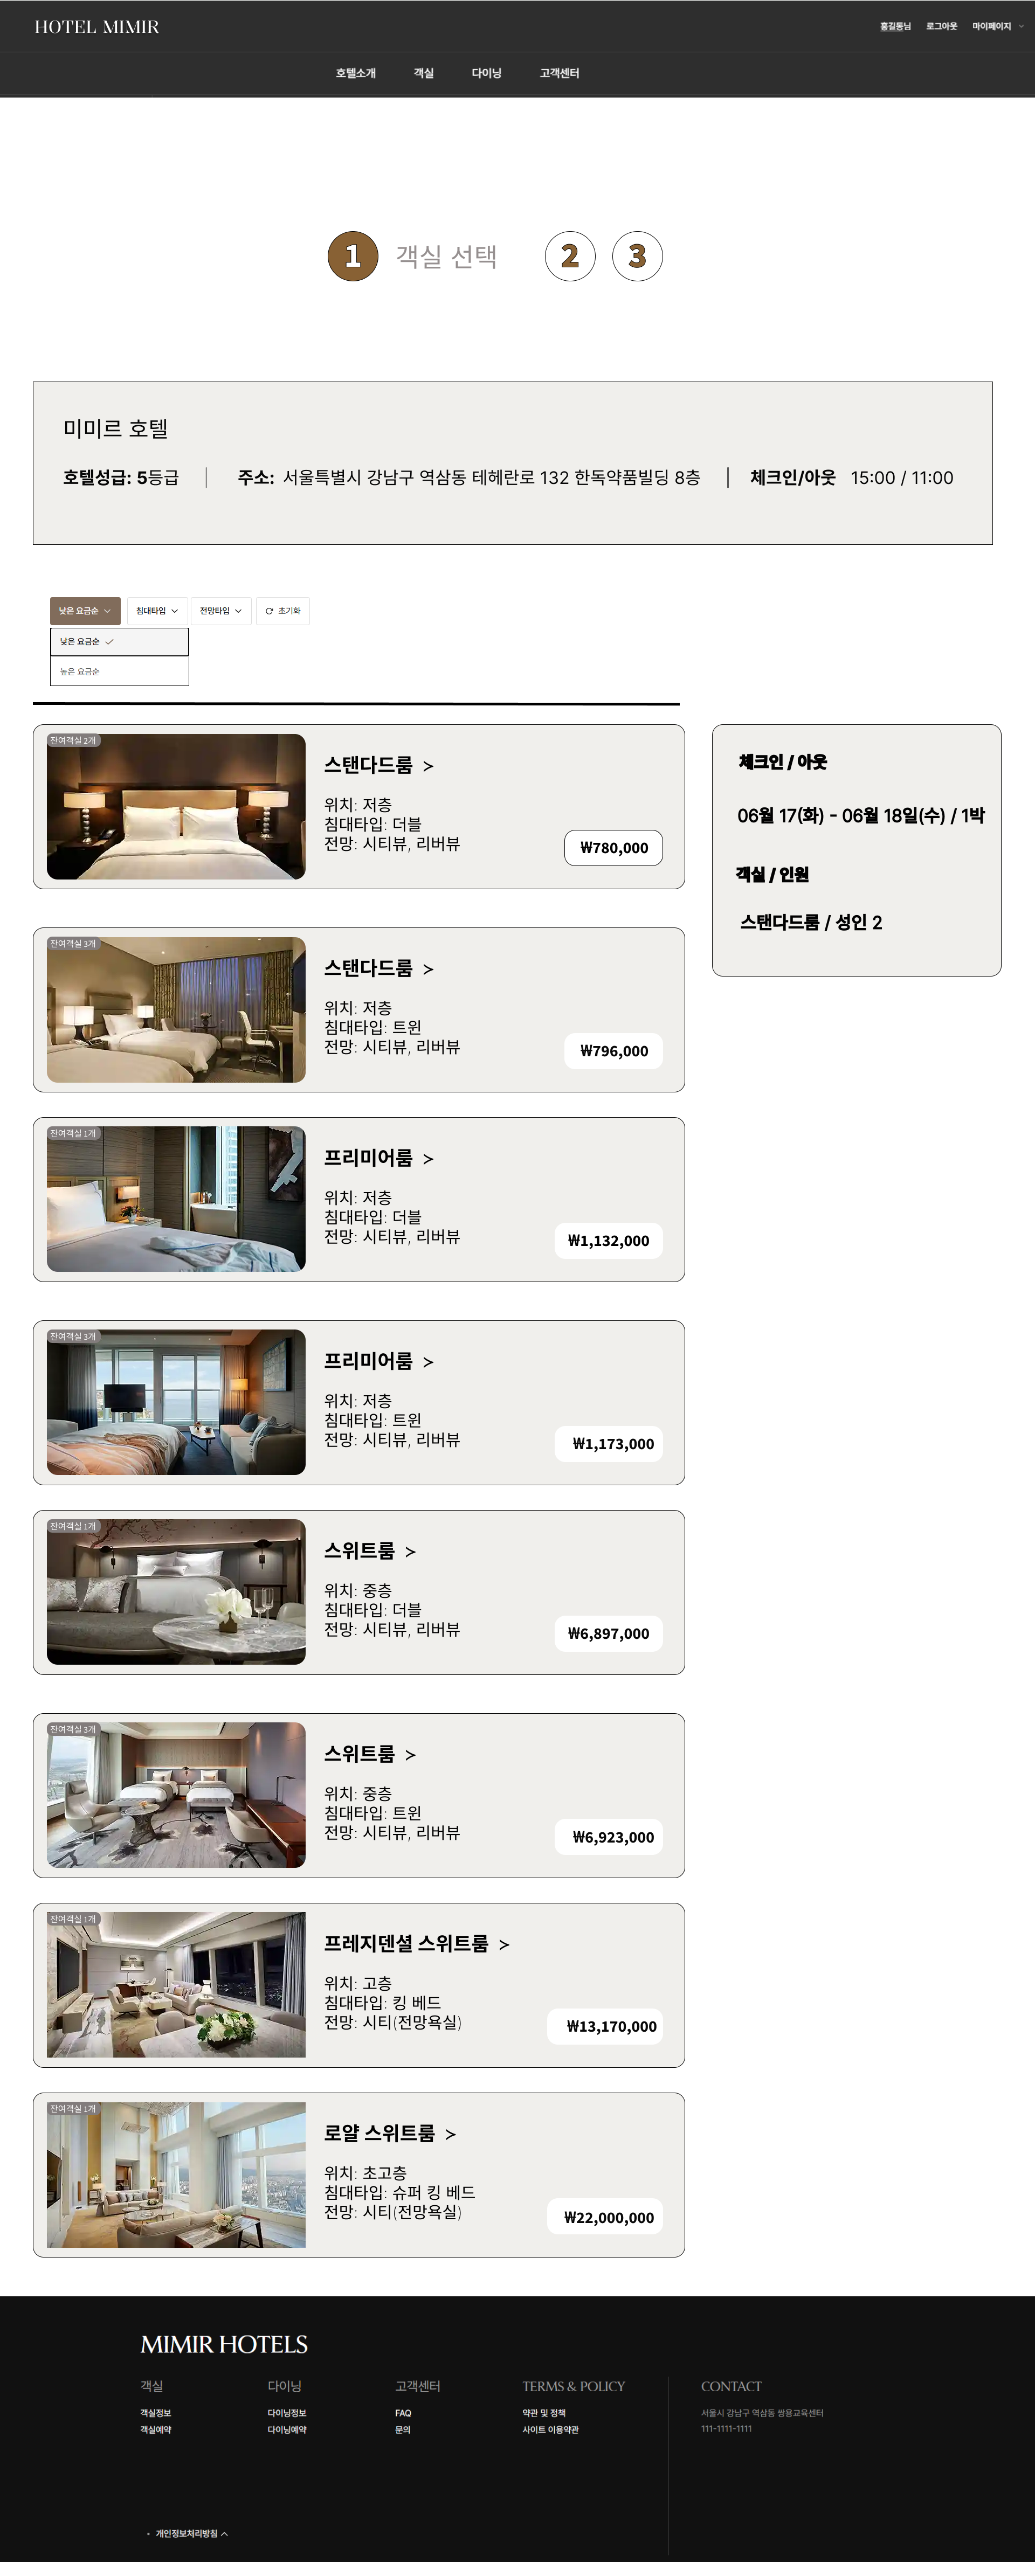 HOTEL MIMIR
홍길동님 로그아웃 마이페이지
호텔소개 객실 다이닝 고객센터
1 객실 선택 2 3
미미르 호텔
호텔성급: 5등급 주소: 서울특별시 강남구 역삼동 테헤란로 132 한독약품빌딩 8층 체크인/아웃 15:00 / 11:00
낮은 요금순 침대타입 전망타입 초기화
낮은 요금순
높은 요금순
잔여객실 2개
스탠다드룸 >
위치: 저층
침대타입: 더블
전망: 시티뷰, 리버뷰
₩780,000
체크인 / 아웃
06월 17(화) - 06월 18일(수) / 1박
객실 / 인원
스탠다드룸 / 성인 2
잔여객실 3개
스탠다드룸 >
위치: 저층
침대타입: 트윈
전망: 시티뷰, 리버뷰
₩796,000
잔여객실 1개
프리미어룸 >
위치: 저층
침대타입: 더블
전망: 시티뷰, 리버뷰
₩1,132,000
잔여객실 3개
프리미어룸 >
위치: 저층
침대타입: 트윈
전망: 시티뷰, 리버뷰
₩1,173,000
잔여객실 1개
스위트룸 >
위치: 중층
침대타입: 더블
전망: 시티뷰, 리버뷰
₩6,897,000
잔여객실 3개
스위트룸 >
위치: 중층
침대타입: 트윈
전망: 시티뷰, 리버뷰
₩6,923,000
잔여객실 1개
프레지덴셜 스위트룸 >
위치: 고층
침대타입: 킹 베드
전망: 시티(전망욕실)
₩13,170,000
잔여객실 1개
로얄 스위트룸 >
위치: 초고층
침대타입: 슈퍼 킹 베드
전망: 시티(전망욕실)
₩22,000,000
MIMIR HOTELS
객실 다이닝 고객센터 TERMS & POLICY CONTACT
객실정보 다이닝정보 FAQ 약관 및 정책 서울시 강남구 역삼동 쌍용교육센터
객실예약 다이닝예약 문의 사이트 이용약관 111-1111-1111
• 개인정보처리방침